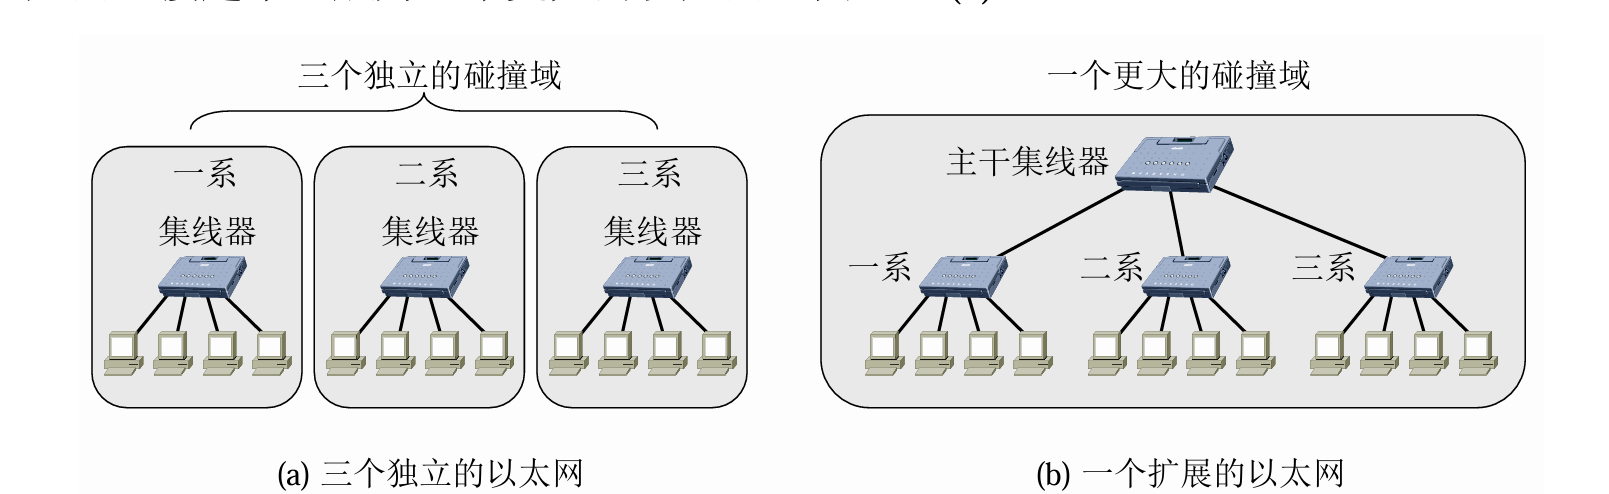 三个独立的碰撞域
一系
集线器
二系
集线器
三系
集线器
(a) 三个独立的以太网
一个更大的碰撞域
主干集线器
一系
二系
三系
(b) 一个扩展的以太网